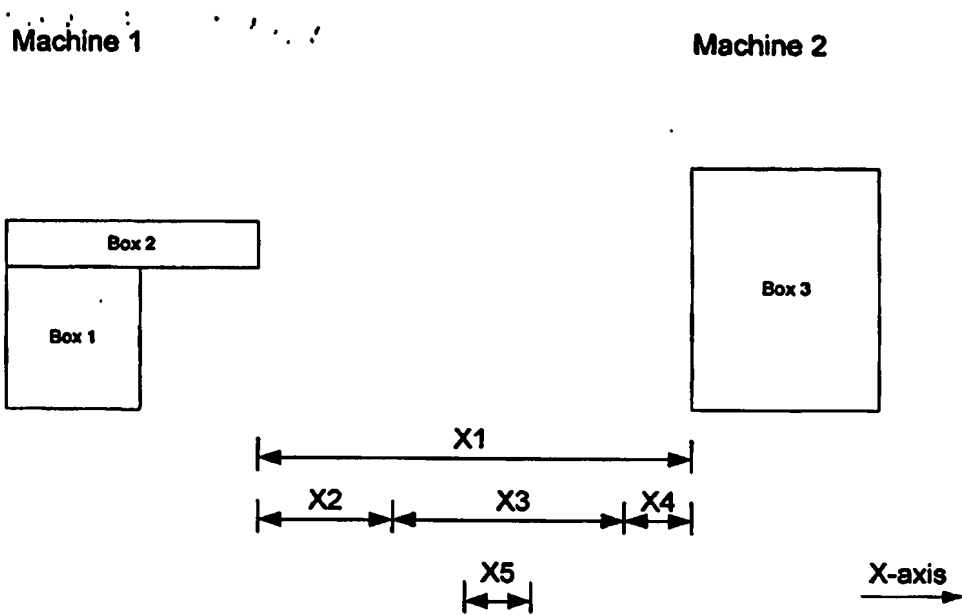 Machine 1
Machine 2
Box 2
Box 1
Box 3
X1
X2
X3
X4
X5
X-axis